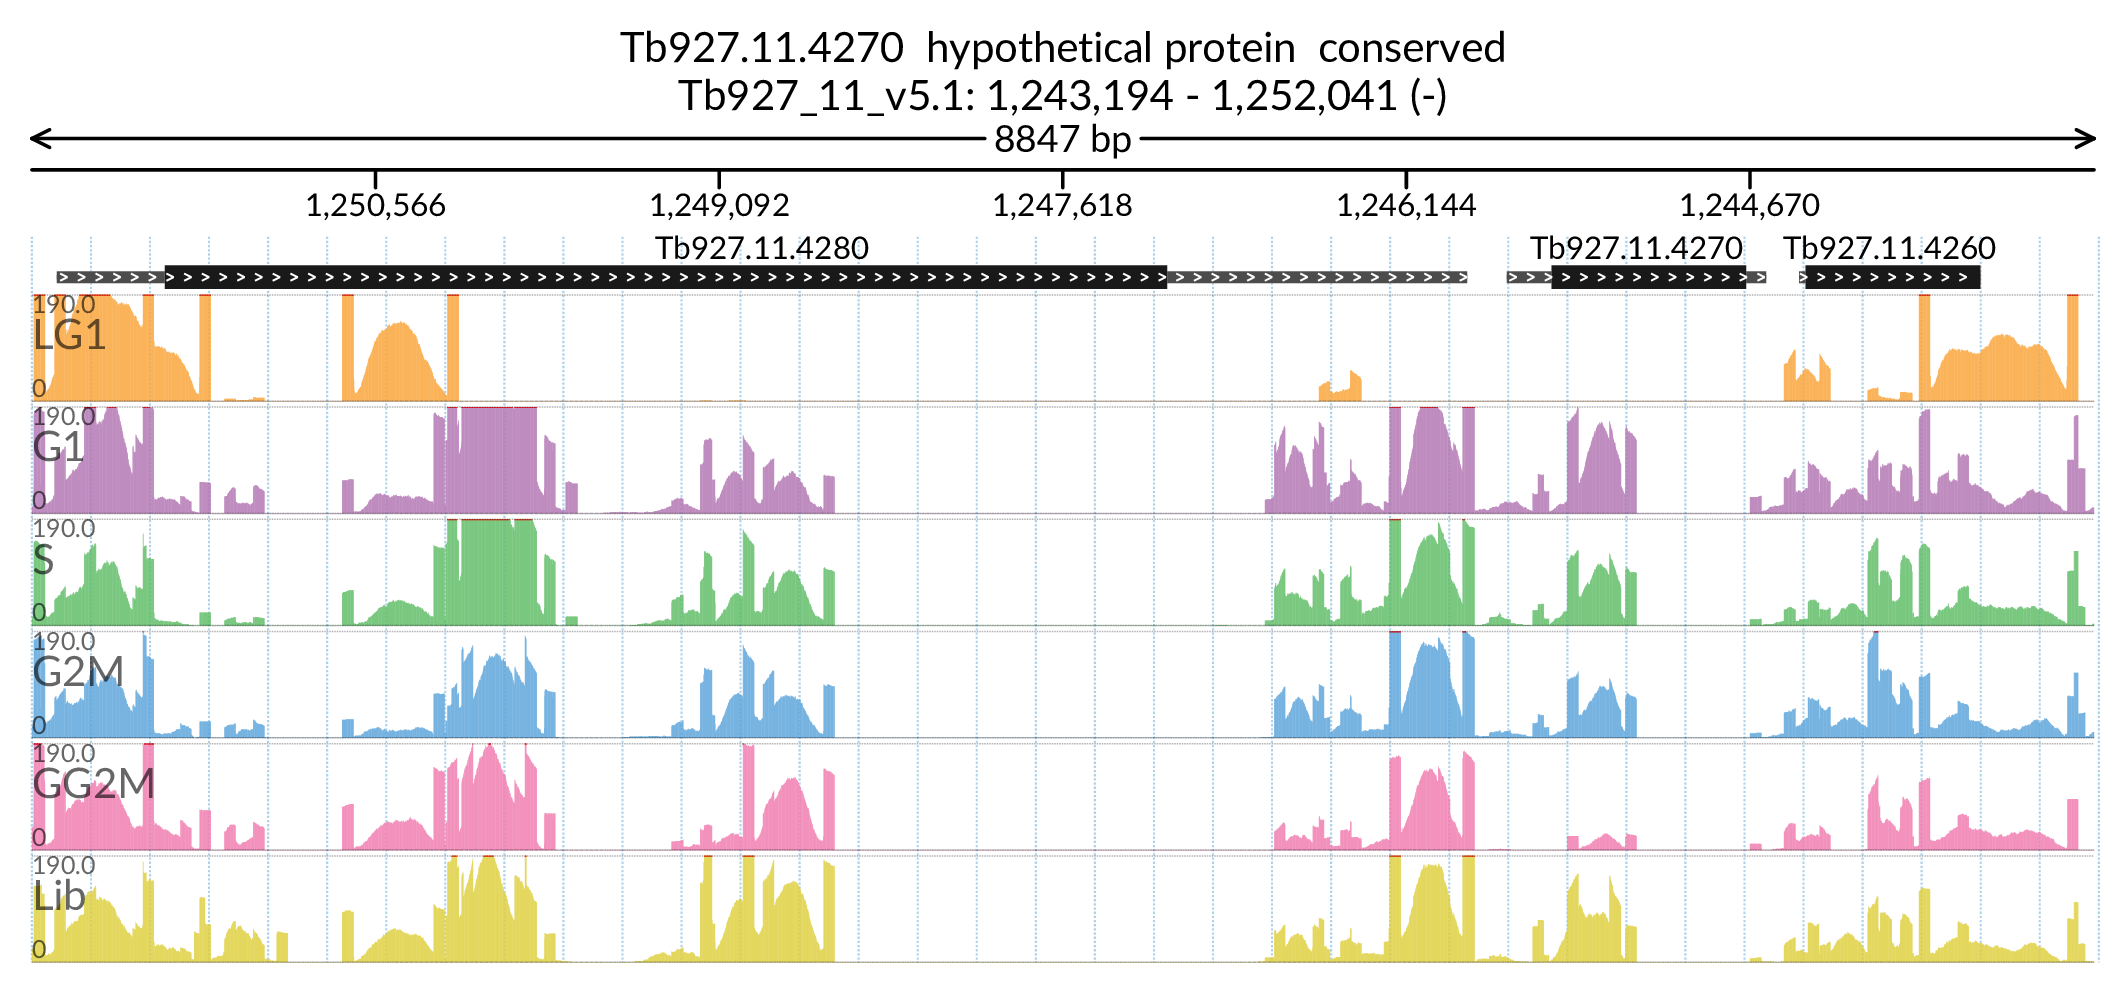 Tb927.11.4270  hypothetical protein  conserved
Tb927_11_v5.1: 1,243,194 - 1,252,041 (-)
8847 bp
1,250,566 1,249,092 1,247,618 1,246,144 1,244,670
Tb927.11.4280 Tb927.11.4270 Tb927.11.4260
190.0
LG1
0
190.0
G1
0
190.0
S
0
190.0
G2M
0
190.0
GG2M
0
190.0
Lib
0